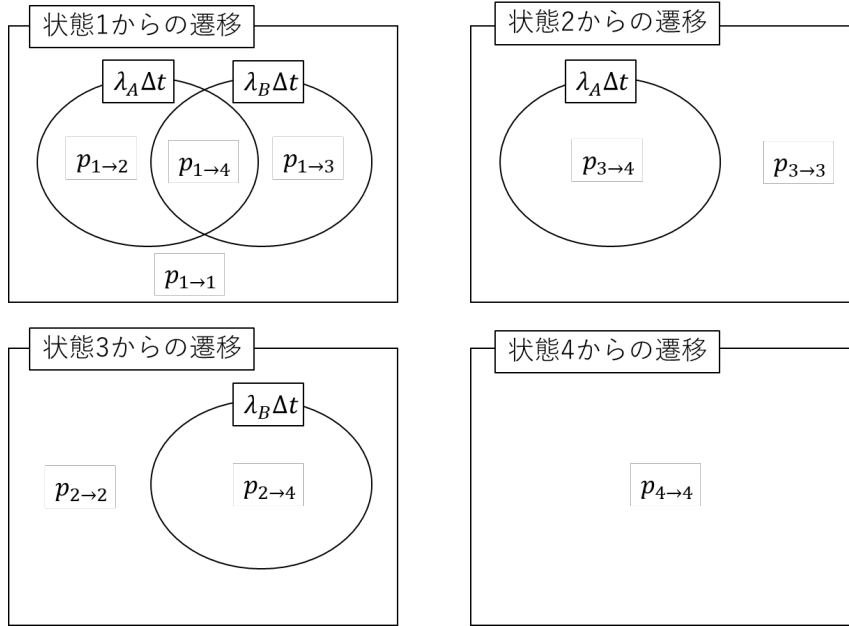 状態1からの遷移
λ_AΔt
λ_BΔt
p_{1→2}
p_{1→4}
p_{1→3}
p_{1→1}
状態2からの遷移
λ_AΔt
p_{3→4}
p_{3→3}
状態3からの遷移
λ_BΔt
p_{2→2}
p_{2→4}
状態4からの遷移
p_{4→4}